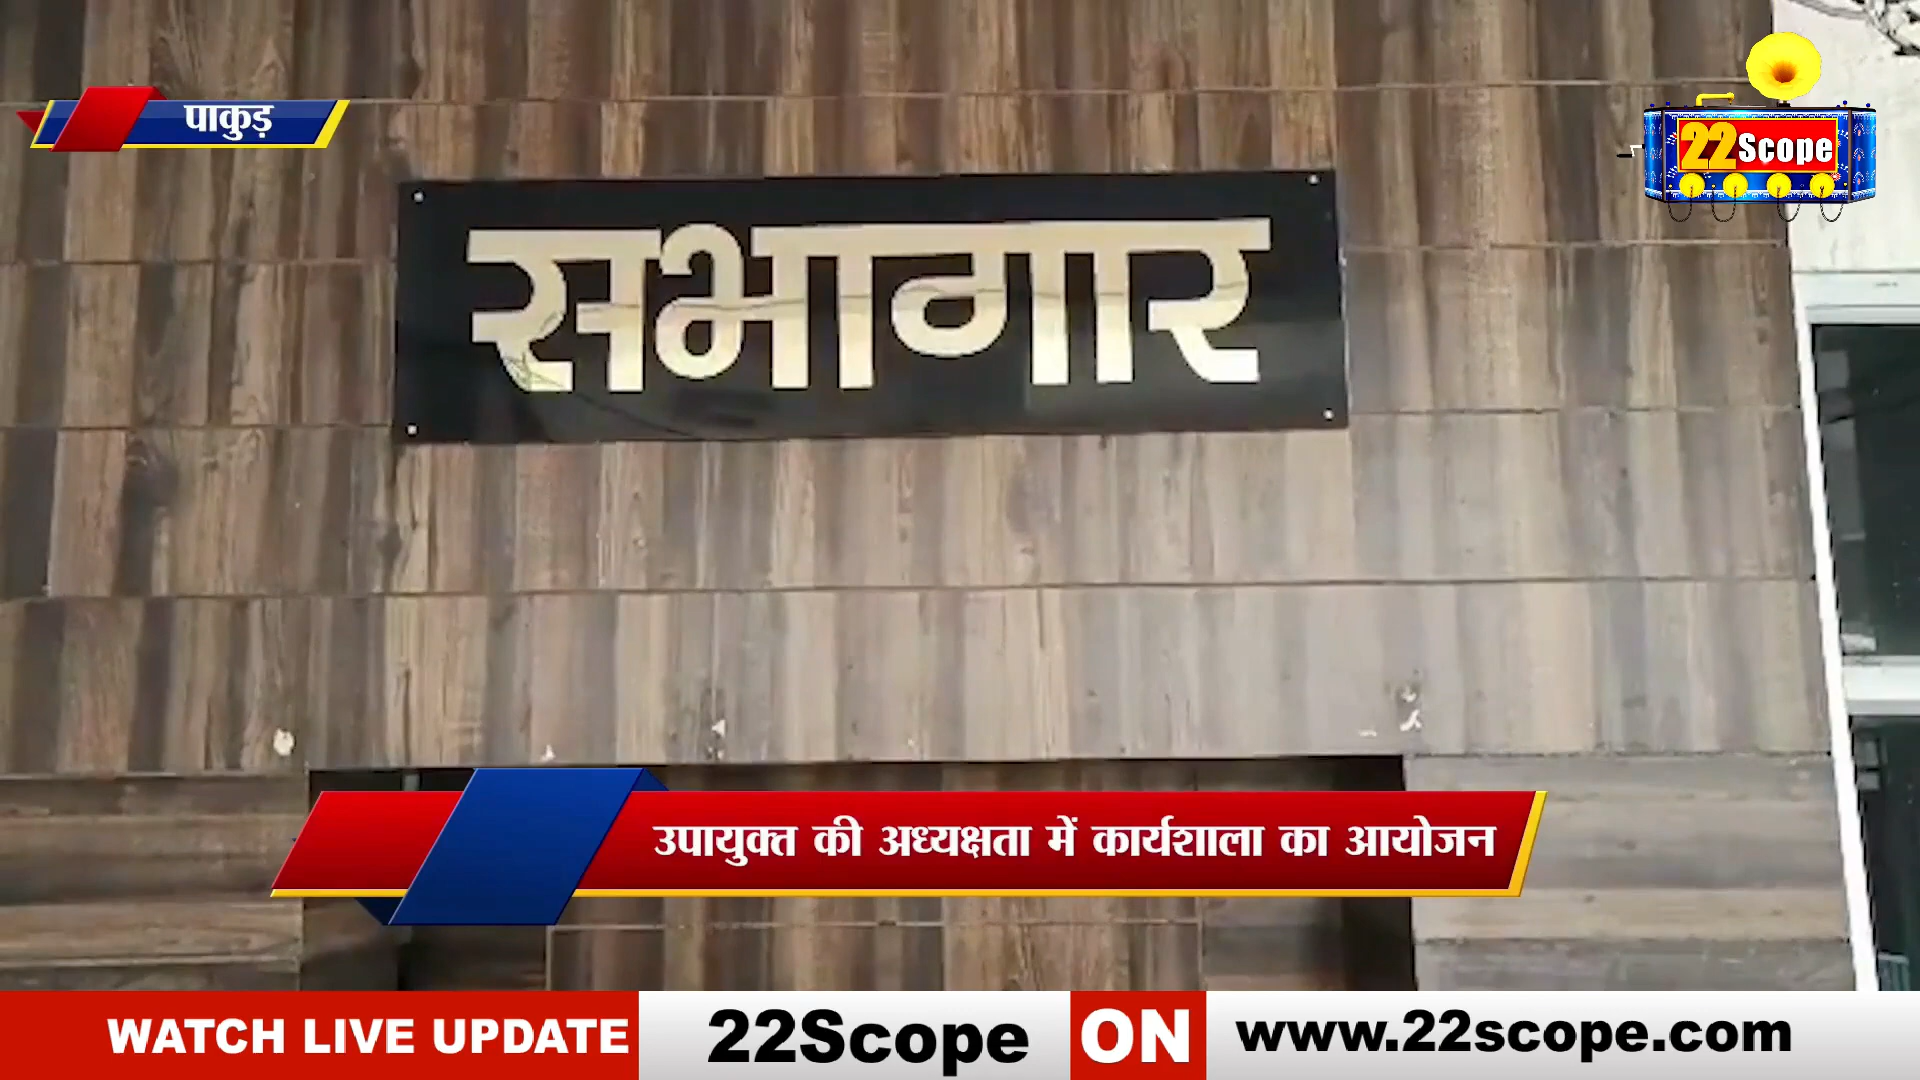 पाकुड़
22Scope
सभागार
उपायुक्त की अध्यक्षता में कार्यशाला का आयोजन
WATCH LIVE UPDATE 22Scope ON www.22scope.com